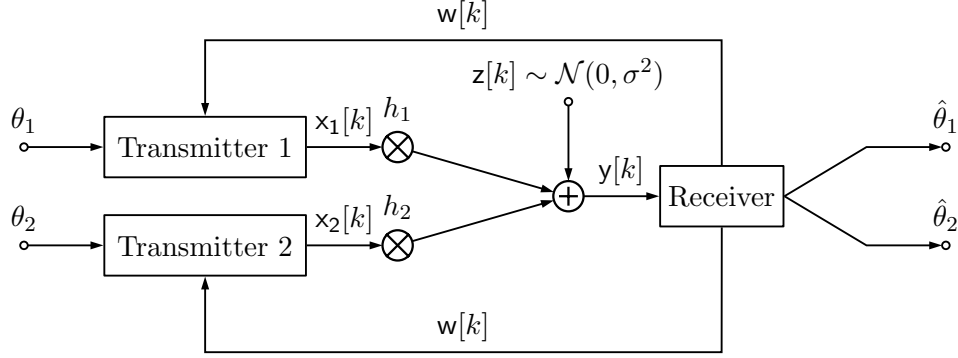 w[k]
z[k] ∼ 𝒩(0, σ²)
θ₁
Transmitter 1
x₁[k]
h₁
θ̂₁
y[k]
Receiver
θ₂
Transmitter 2
x₂[k]
h₂
θ̂₂
w[k]